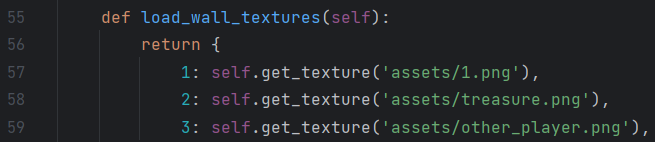 55 def load_wall_textures(self):
56 return {
57 1: self.get_texture('assets/1.png'),
58 2: self.get_texture('assets/treasure.png'),
59 3: self.get_texture('assets/other_player.png'),